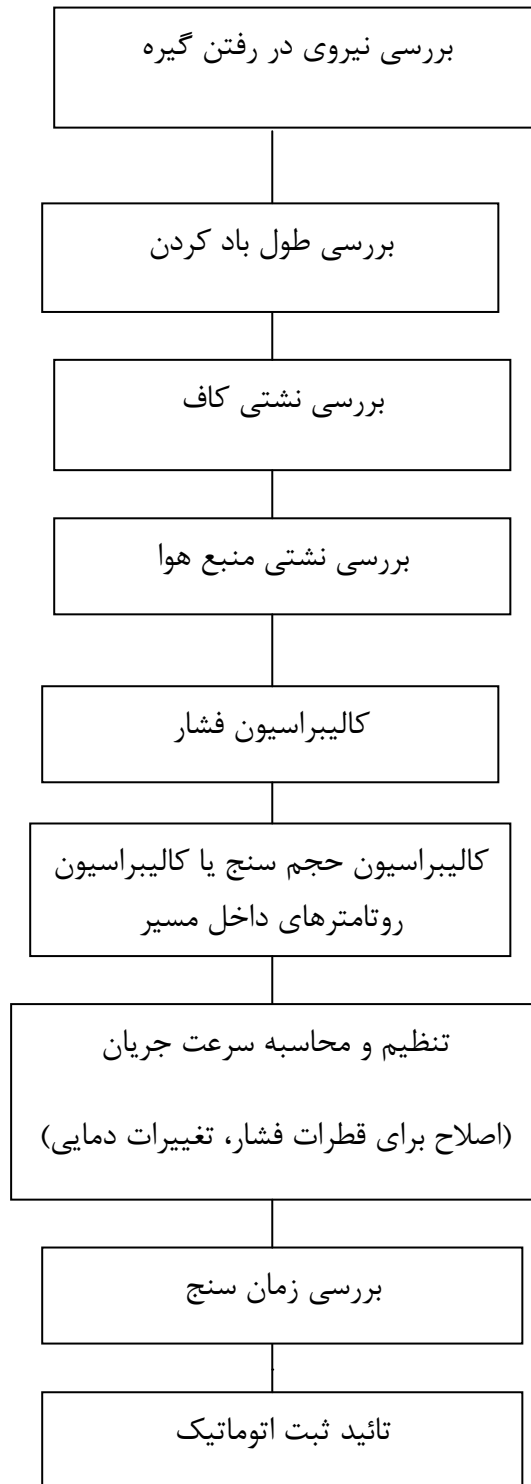 بررسی نیروی در رفتن گیره
بررسی طول باد کردن
بررسی نشتی کاف
بررسی نشتی منبع هوا
کالیبراسیون فشار
کالیبراسیون حجم سنج یا کالیبراسیون
روتامترهای داخل مسیر
تنظیم و محاسبه سرعت جریان
(اصلاح برای قطرات فشار، تغییرات دمایی)
بررسی زمان سنج
تائید ثبت اتوماتیک